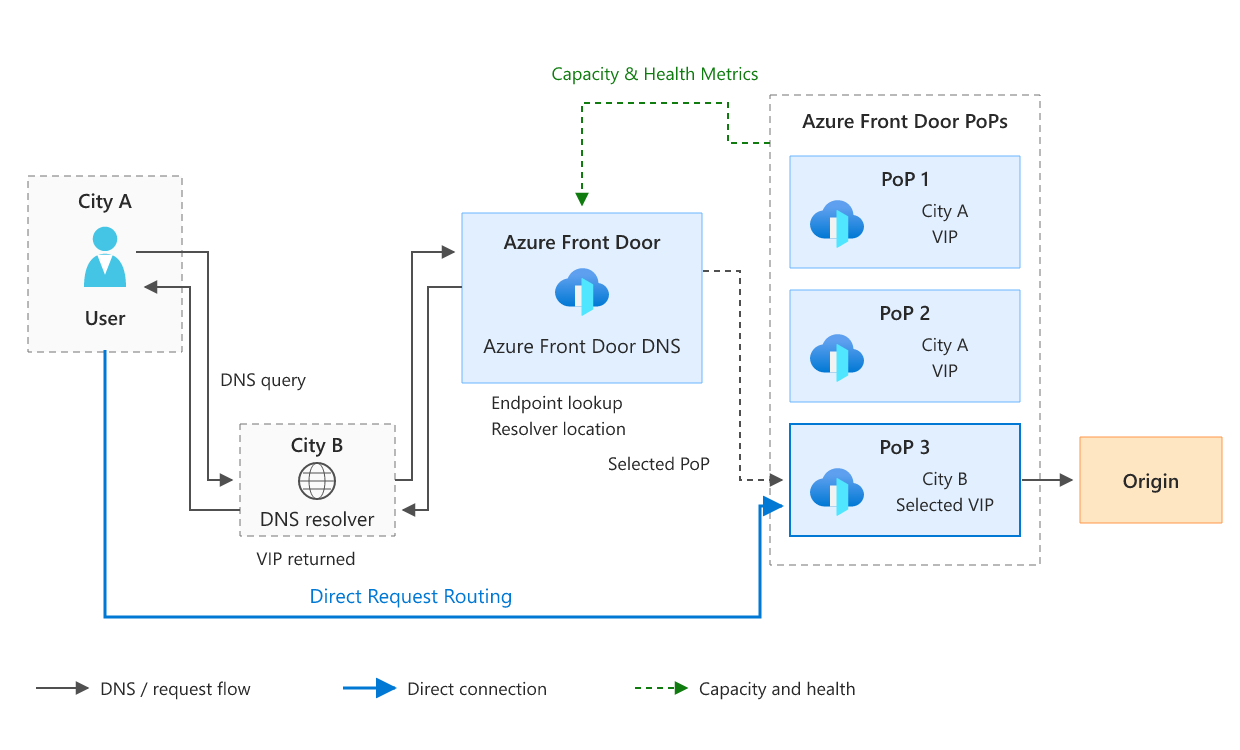 Capacity & Health Metrics
Azure Front Door PoPs
PoP 1
City A
VIP
City A
User
Azure Front Door
Azure Front Door DNS
PoP 2
City A
VIP
DNS query
Endpoint lookup
Resolver location
City B
DNS resolver
Selected PoP
PoP 3
City B
Selected VIP
Origin
VIP returned
Direct Request Routing
DNS / request flow
Direct connection
Capacity and health